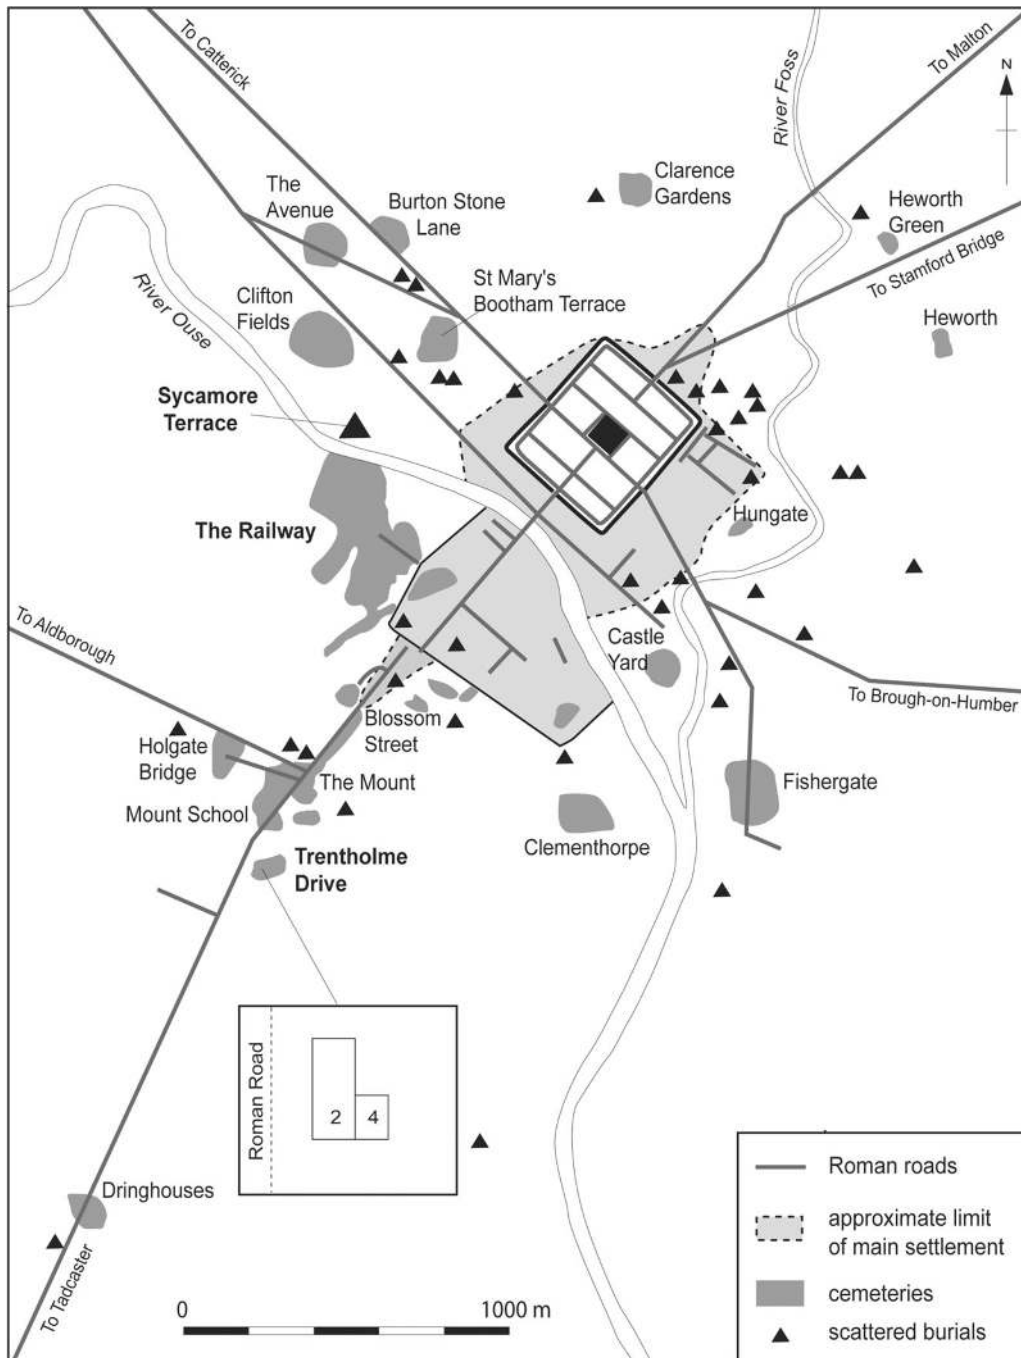 To Catterick
River Foss
To Malton
N
The
Avenue
Burton Stone
Lane
Clarence
Gardens
Heworth
Green
To Stamford Bridge
River Ouse
Clifton
Fields
St Mary's
Bootham Terrace
Heworth
Sycamore
Terrace
The Railway
Hungate
To Aldborough
Castle
Yard
To Brough-on-Humber
Blossom
Street
Holgate
Bridge
The Mount
Mount School
Fishergate
Clementhorpe
Trentholme
Drive
Roman Road
2
4
Dringhouses
To Tadcaster
0
1000 m
Roman roads
approximate limit
of main settlement
cemeteries
scattered burials